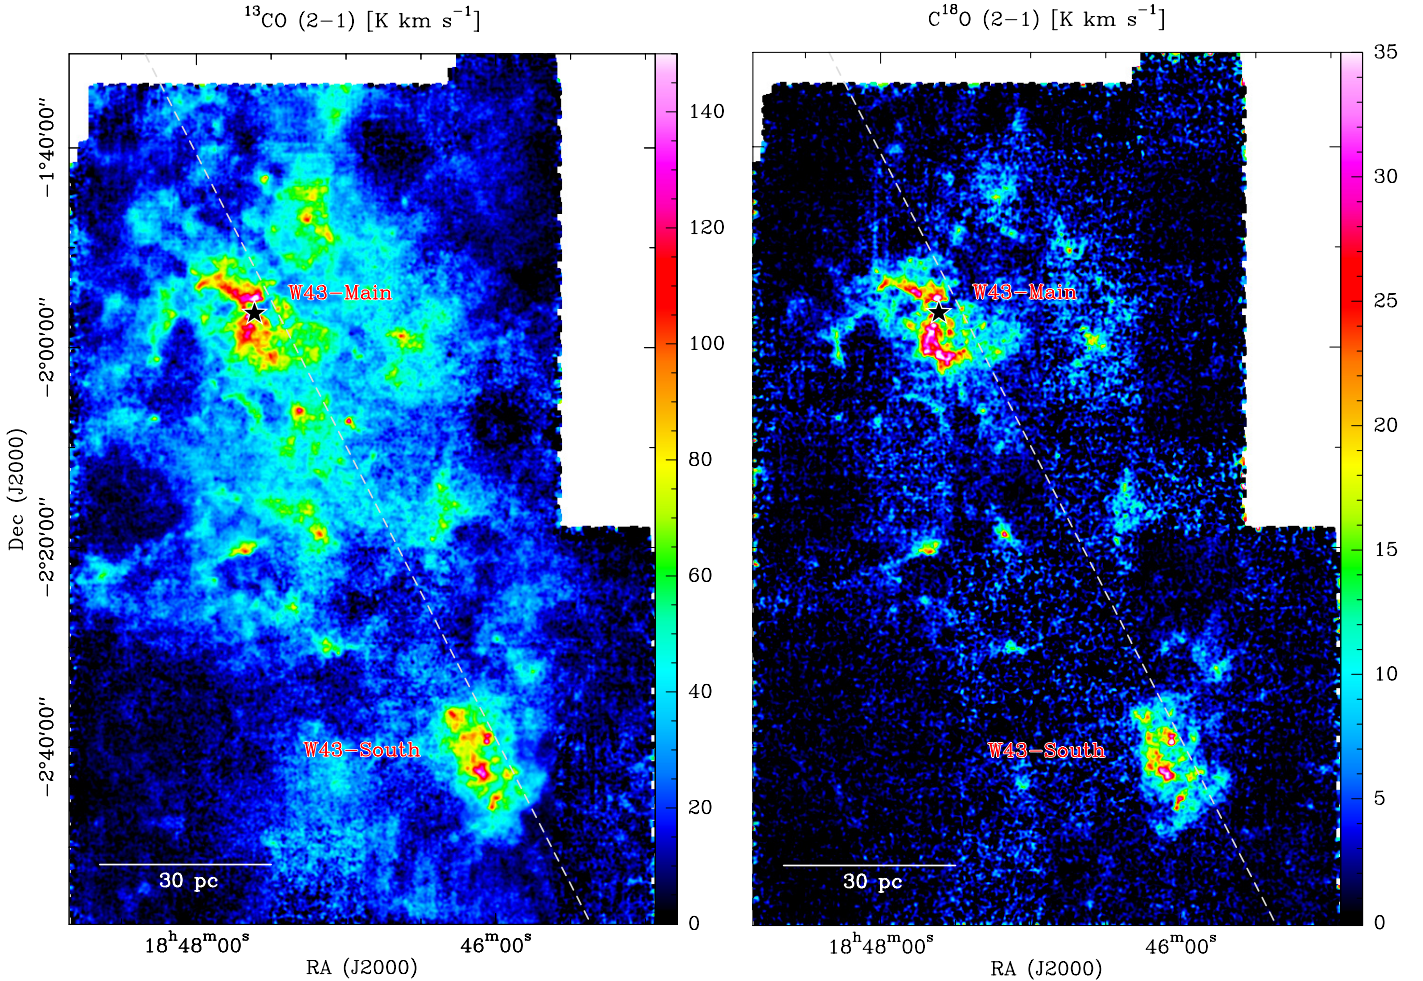 ¹³CO (2−1) [K km s⁻¹]
C¹⁸O (2−1) [K km s⁻¹]
−1°40′00″
−2°00′00″
−2°20′00″
−2°40′00″
Dec (J2000)
W43−Main
W43−South
8
30 pc
18ʰ48ᵐ00ˢ
46ᵐ00ˢ
RA (J2000)
140
120
100
80
60
40
20
0
W43−Main
W43−South
8
30 pc
18ʰ48ᵐ00ˢ
46ᵐ00ˢ
RA (J2000)
35
30
25
20
15
10
5
0